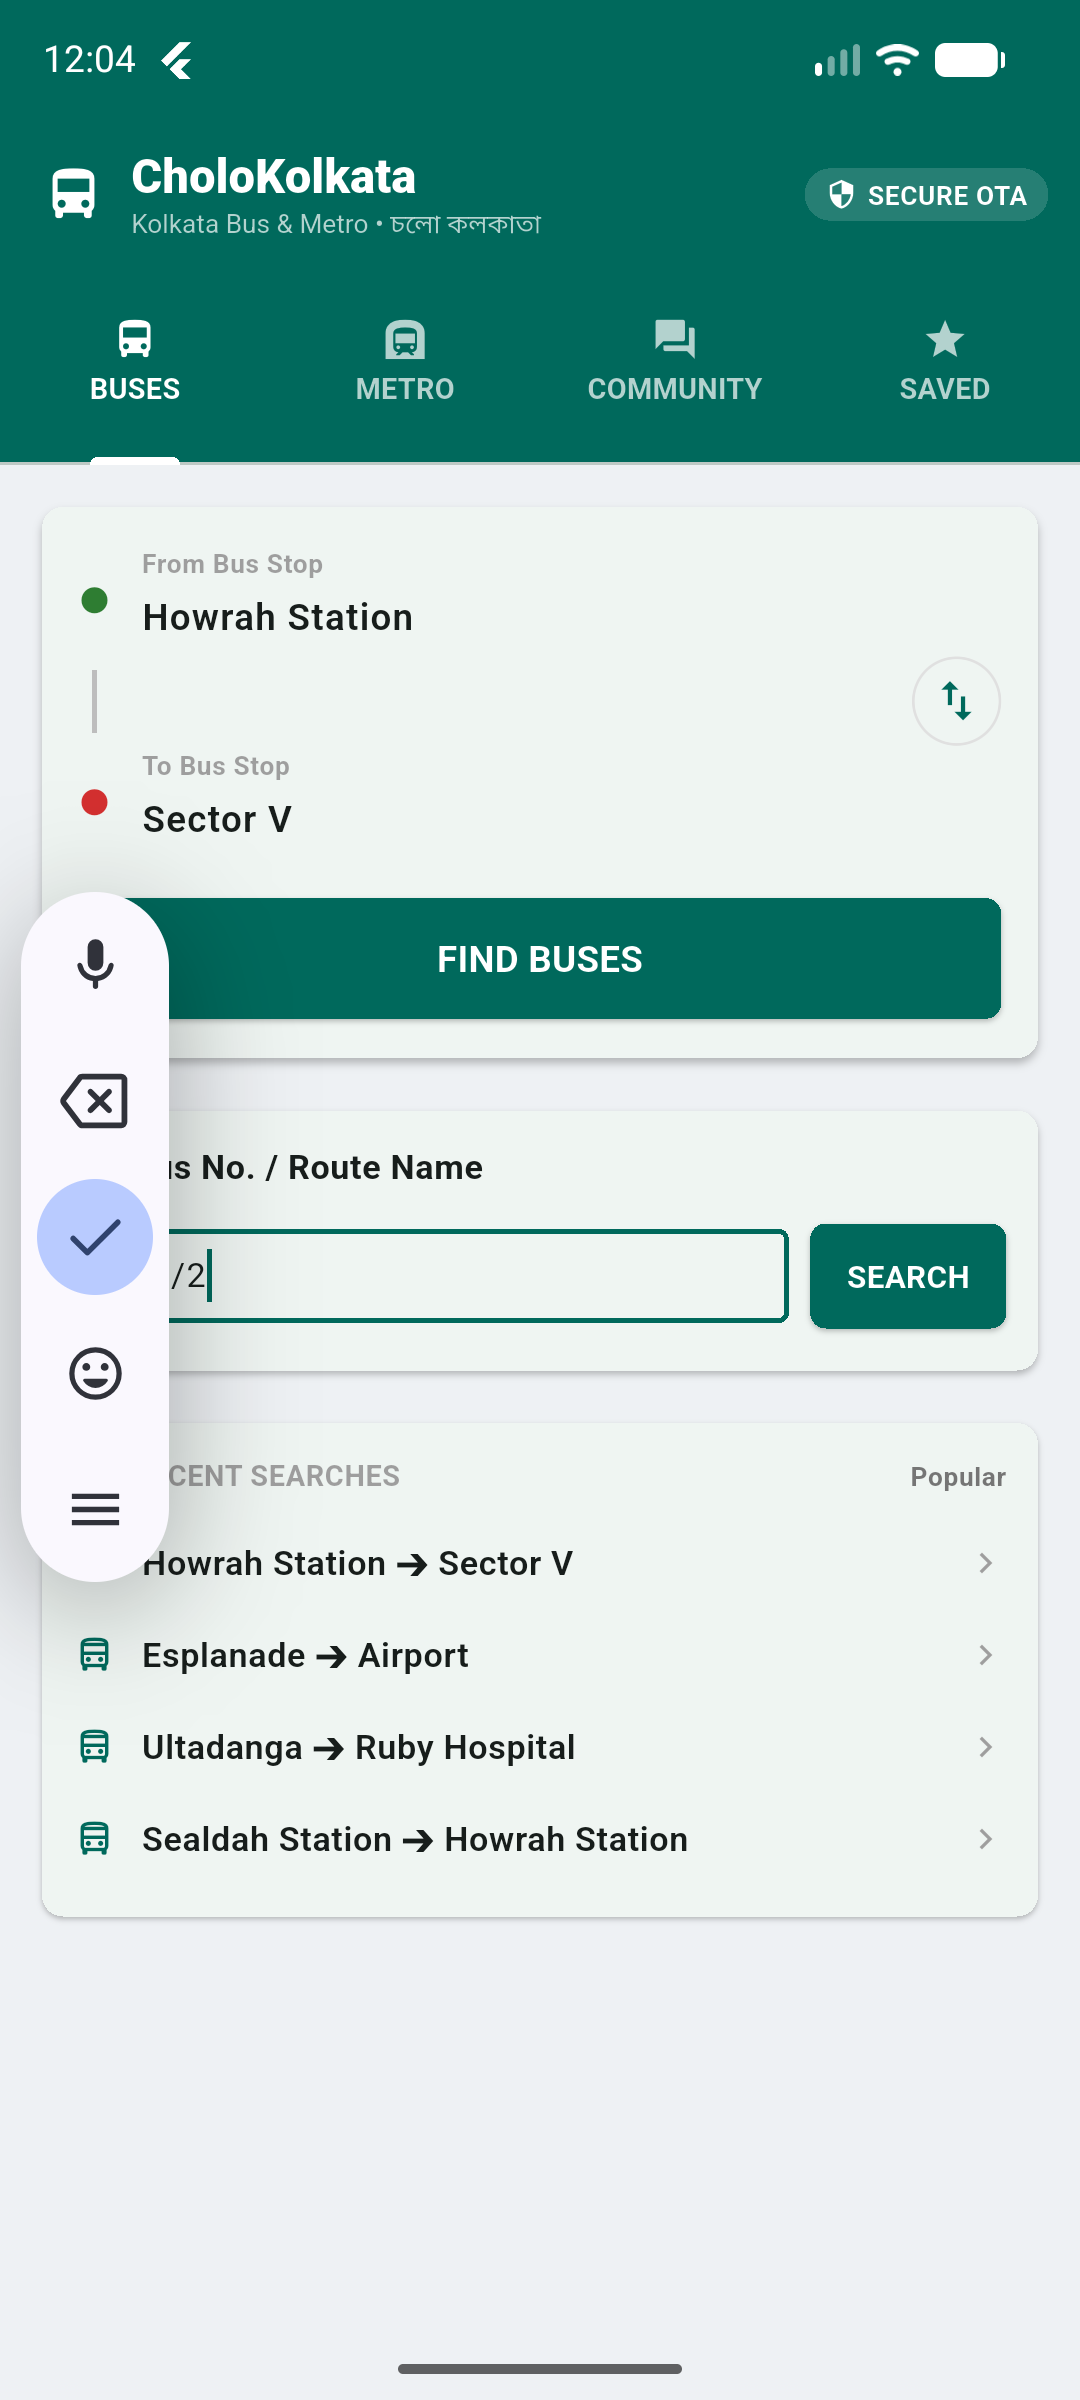 12:04
CholoKolkata
Kolkata Bus & Metro • চলো কলকাতা
SECURE OTA
BUSES
METRO
COMMUNITY
SAVED
From Bus Stop
Howrah Station
To Bus Stop
Sector V
FIND BUSES
No. / Route Name
/2
SEARCH
SEARCHES
Popular
Howrah Station ➔ Sector V
Esplanade ➔ Airport
Ultadanga ➔ Ruby Hospital
Sealdah Station ➔ Howrah Station